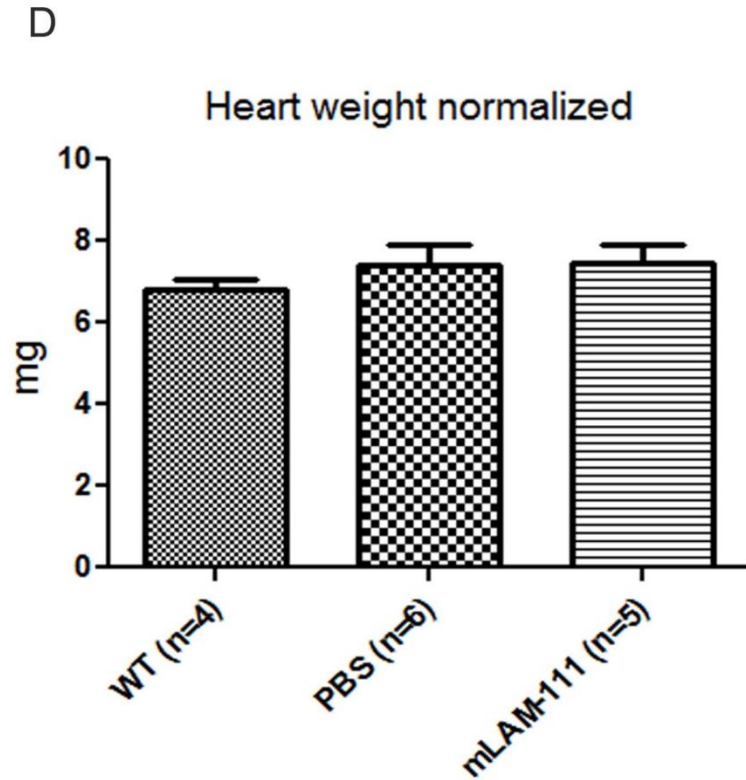 D
Heart weight normalized
10
8
6
4
2
0
mg
WT (n=4)
PBS (n=6)
mLAM-111 (n=5)